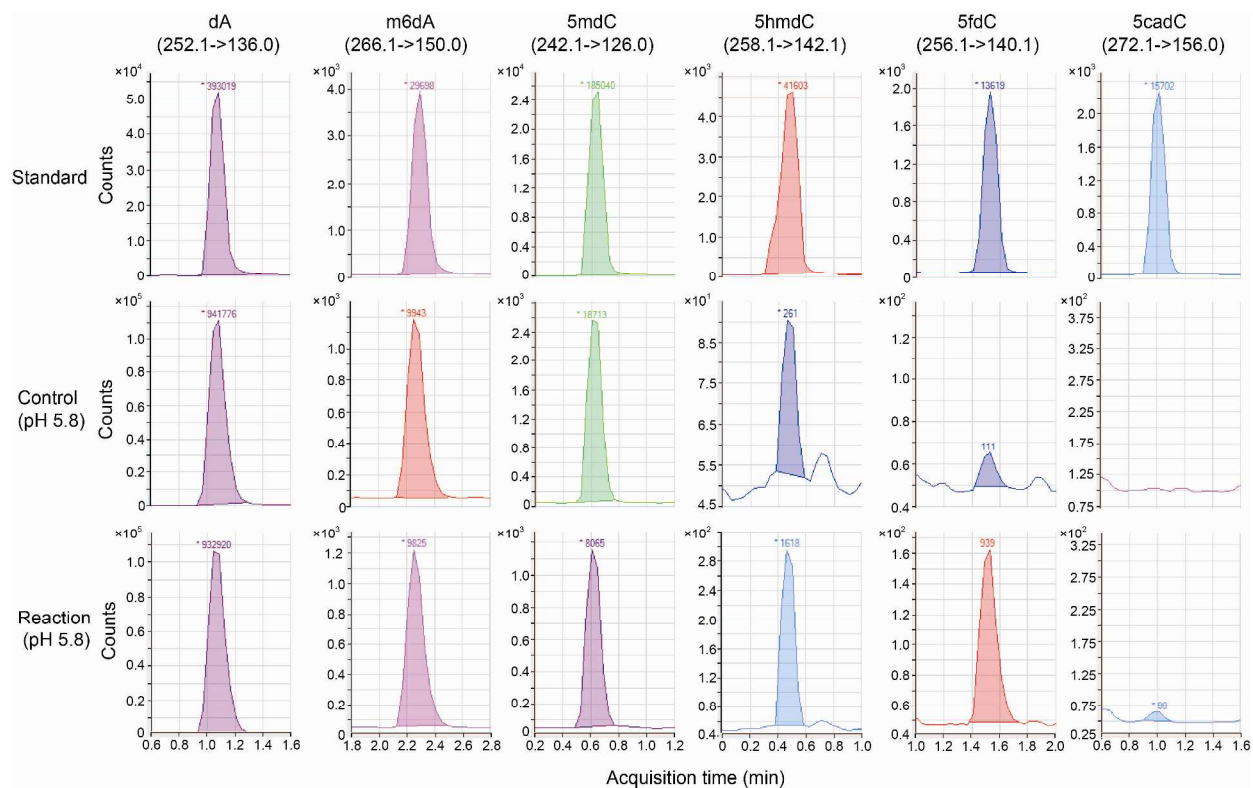 dA m6dA 5mdC 5hmdC 5fdC 5cadC
(252.1->136.0) (266.1->150.0) (242.1->126.0) (258.1->142.1) (256.1->140.1) (272.1->156.0)
Standard
Counts
×10⁴ ×10³ ×10⁴ ×10³ ×10³ ×10³
* 393019 * 29698 * 185040 * 41603 * 13619 * 15702
5.0 4.0 2.4 4.0 2.0 2.0
4.0 3.0 2.0 3.0 1.6 1.5
3.0 2.0 1.6 2.0 1.2 1.0
2.0 1.0 1.2 1.0 0.8 0.5
1.0 0 0.8 0 0.4 0
0 0.4 0
0
Control
(pH 5.8)
Counts
×10⁵ ×10³ ×10³ ×10¹ ×10² ×10²
* 941776 * 9943 * 18713 * 261 111
1.0 1.0 2.4 8.5 1.2 3.75
0.8 0.8 2.0 7.5 1.0 3.25
0.6 0.6 1.6 6.5 0.8 2.75
0.4 0.4 1.2 5.5 0.6 2.25
0.2 0.2 0.8 4.5 0.4 1.75
0 0 0.4 1.25
0 0.75
Reaction
(pH 5.8)
Counts
×10⁵ ×10³ ×10³ ×10² ×10² ×10²
* 932920 * 9825 * 8065 * 1618 939 * 99
1.0 1.2 1.0 2.8 1.6 3.25
0.8 1.0 0.8 2.4 1.4 2.75
0.6 0.8 0.6 2.0 1.2 2.25
0.4 0.6 0.4 1.6 1.0 1.75
0.2 0.4 0.2 1.2 0.8 1.25
0 0.2 0 0.8 0.6 0.75
0 0.4 0.4 0.25
0.6 0.8 1.0 1.2 1.4 1.6 1.8 2.0 2.2 2.4 2.6 2.8 0.2 0.4 0.6 0.8 1.0 1.2 0 0.2 0.4 0.6 0.8 1.0 1.0 1.2 1.4 1.6 1.8 2.0 0.6 0.8 1.0 1.2 1.4 1.6
Acquisition time (min)